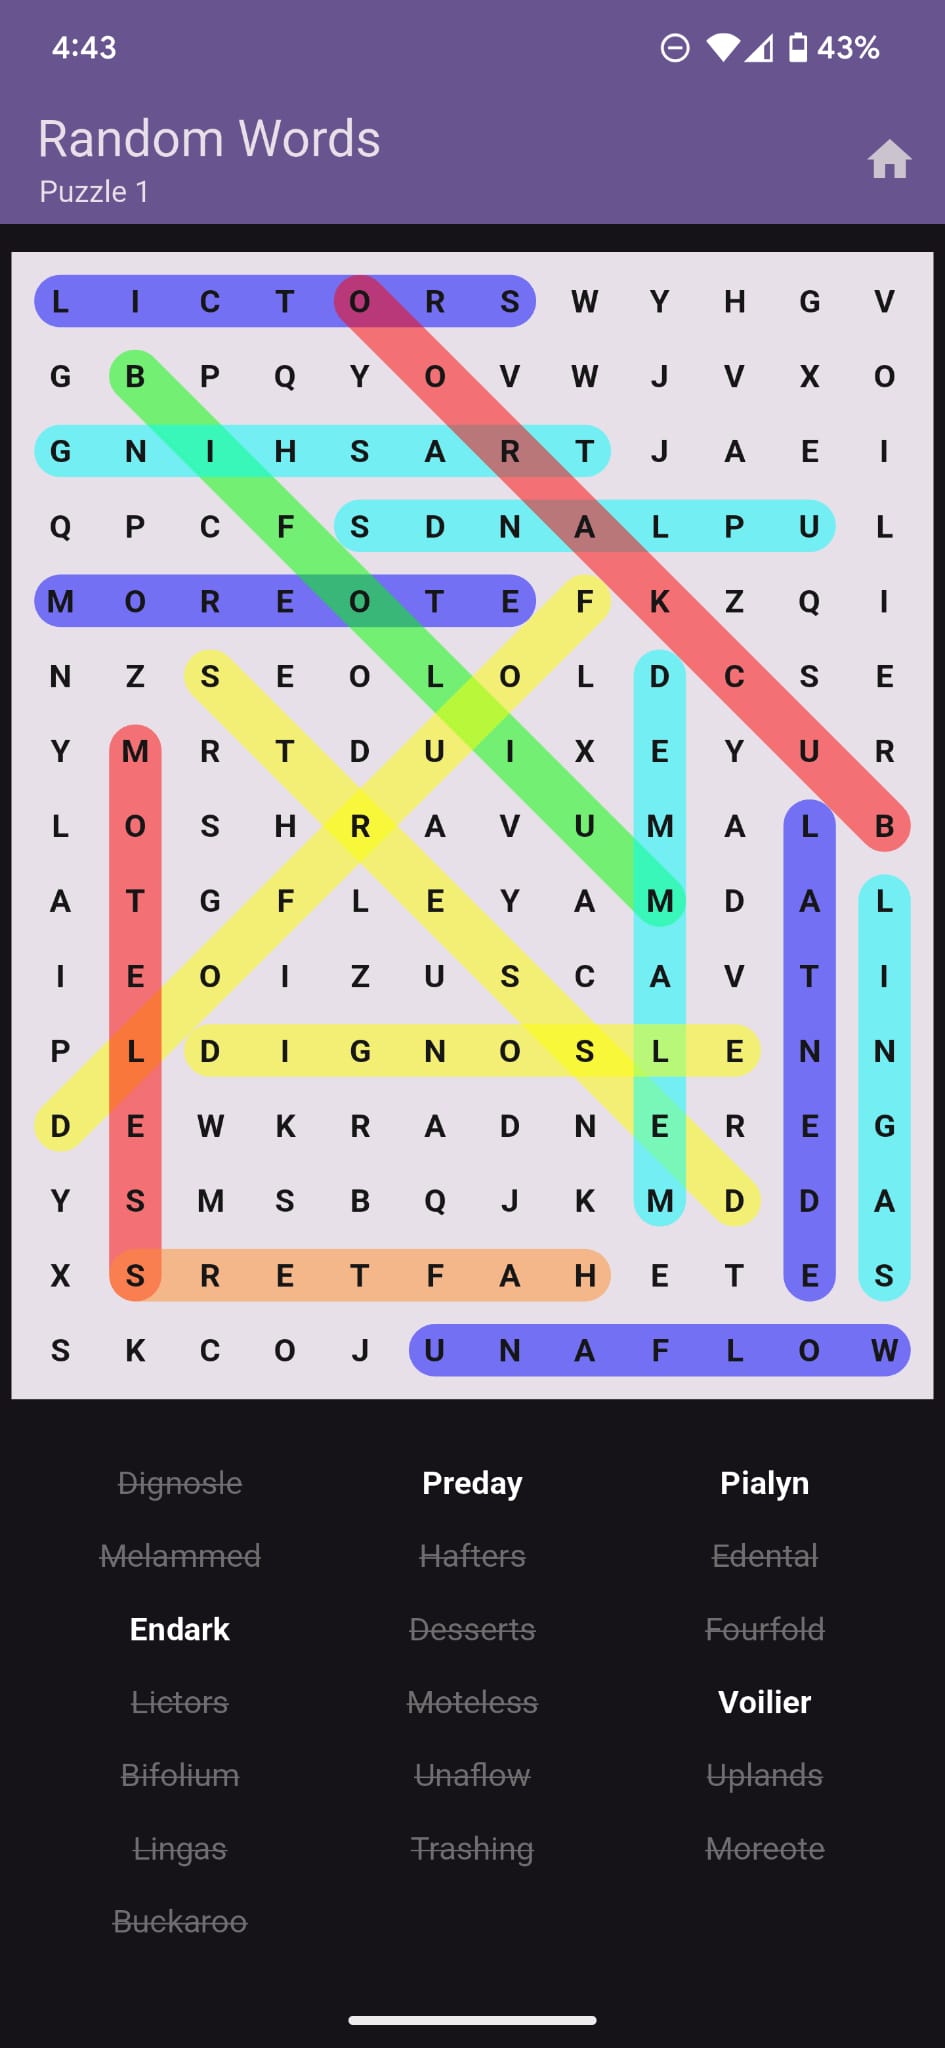 4:43 43%
Random Words
Puzzle 1
L I C T O R S W Y H G V
G B P Q Y O V W J V X O
G N I H S A R T J A E I
Q P C F S D N A L P U L
M O R E O T E F K Z Q I
N Z S E O L O L D C S E
Y M R T D U I X E Y U R
L O S H R A V U M A L B
A T G F L E Y A M D A L
I E O I Z U S C A V T I
P L D I G N O S L E N N
D E W K R A D N E R E G
Y S M S B Q J K M D D A
X S R E T F A H E T E S
S K C O J U N A F L O W
Dignosle Preday Pialyn
Melammed Hafters Edental
Endark Desserts Fourfold
Lictors Moteless Voilier
Bifolium Unaflow Uplands
Lingas Trashing Moreote
Buckaroo